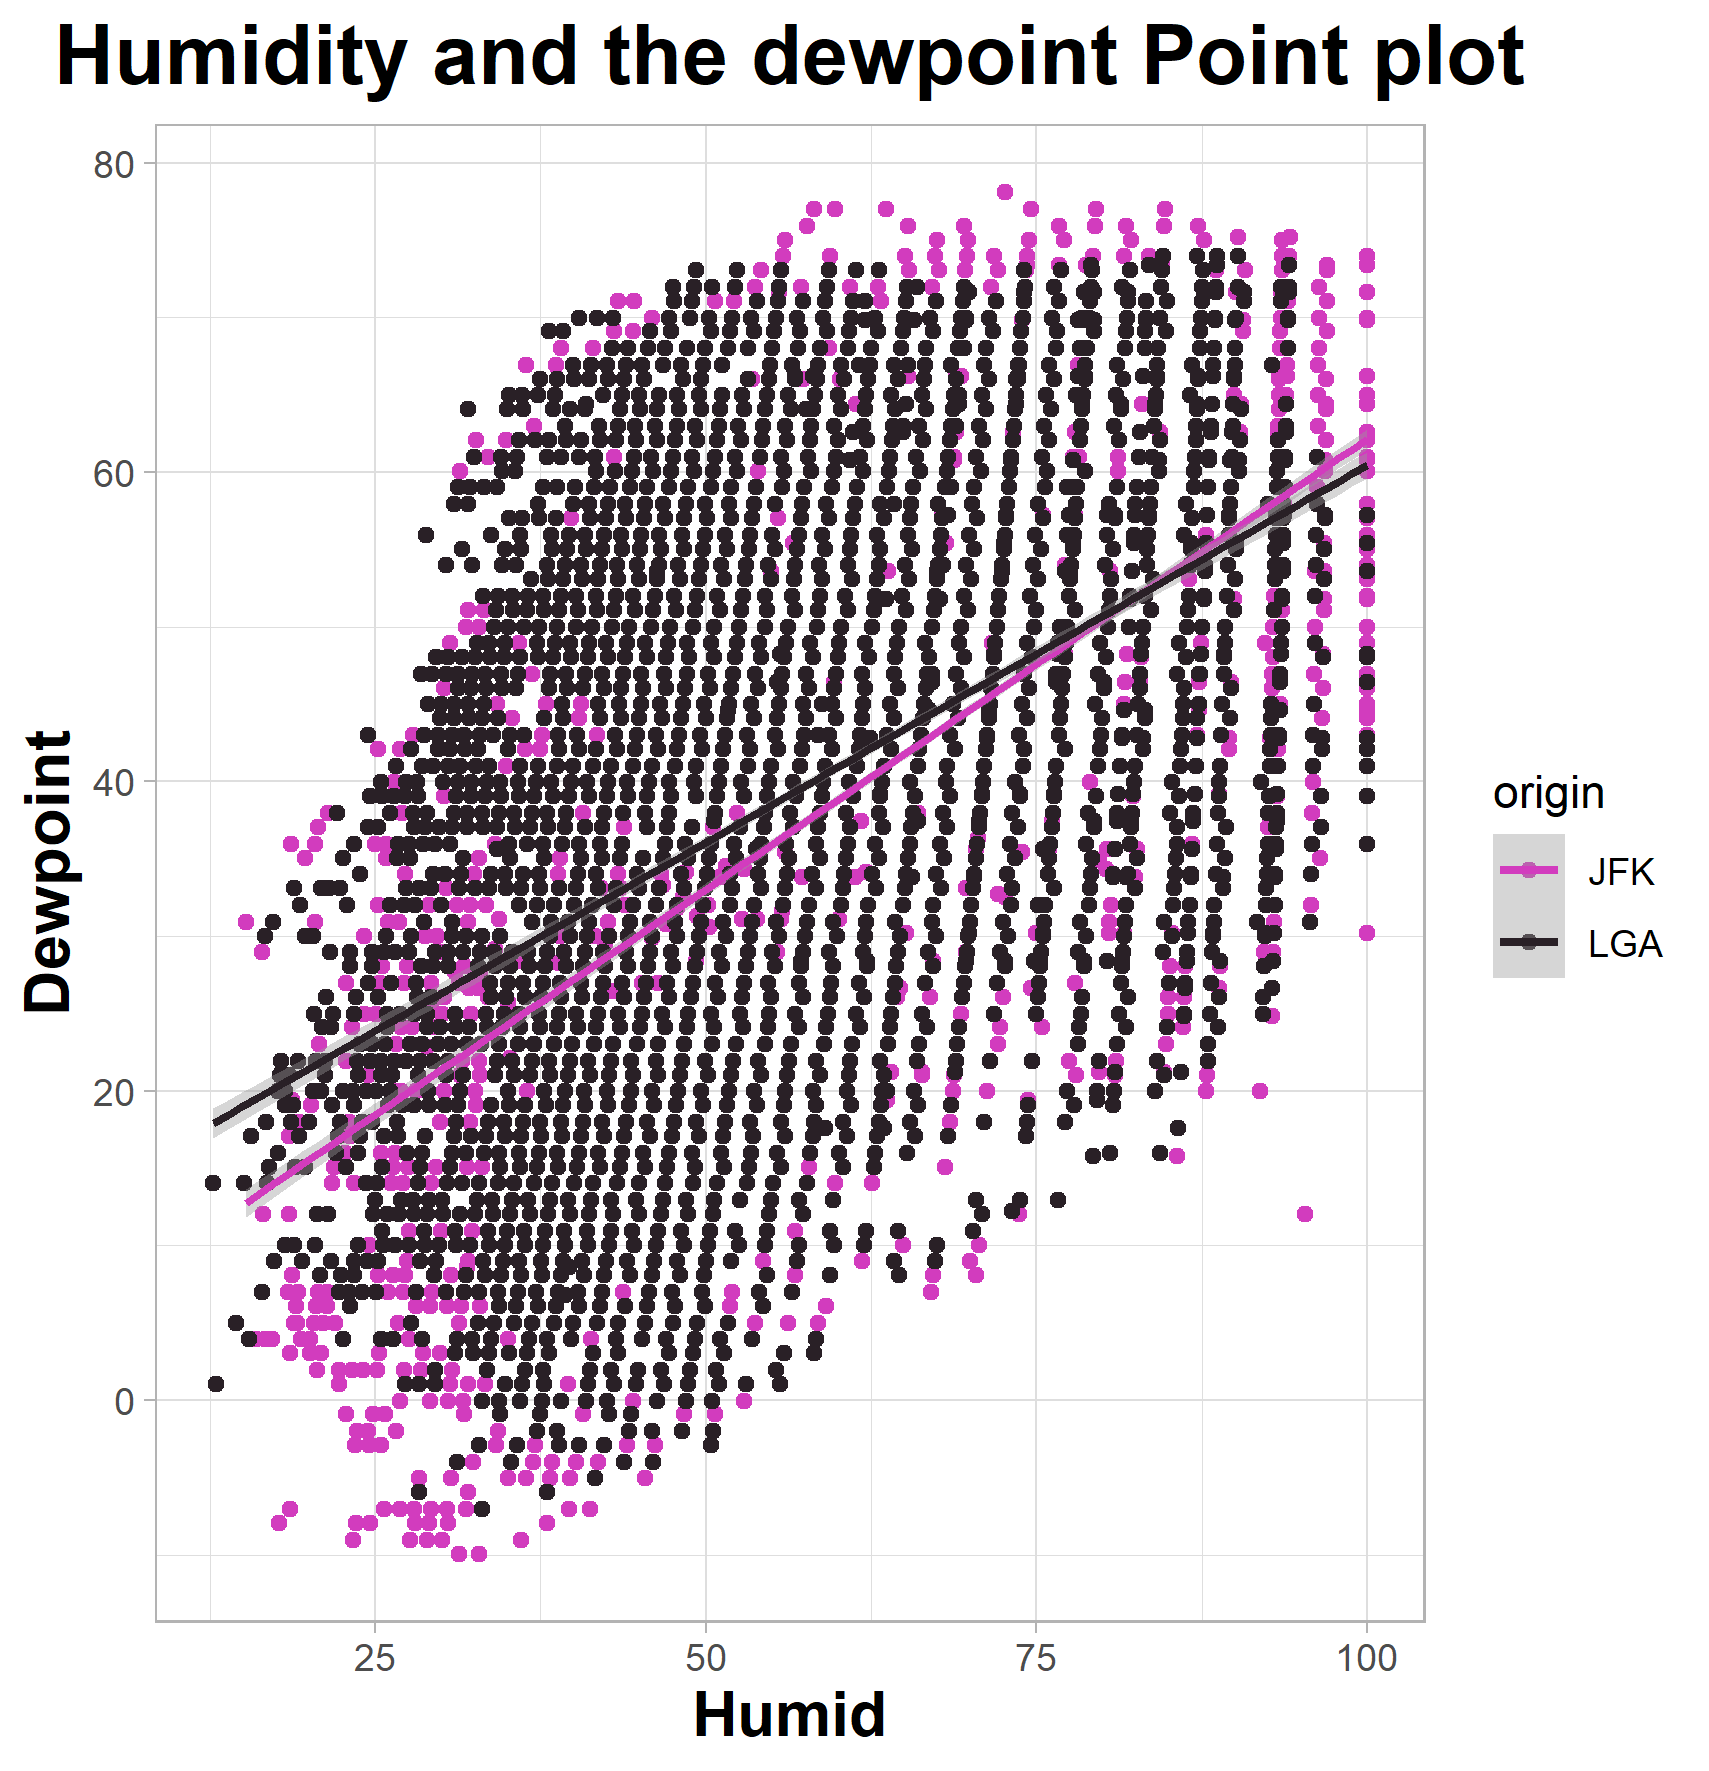 Humidity and the dewpoint Point plot
80
60
40
20
0
Dewpoint
25 50 75 100
Humid
origin
JFK
LGA